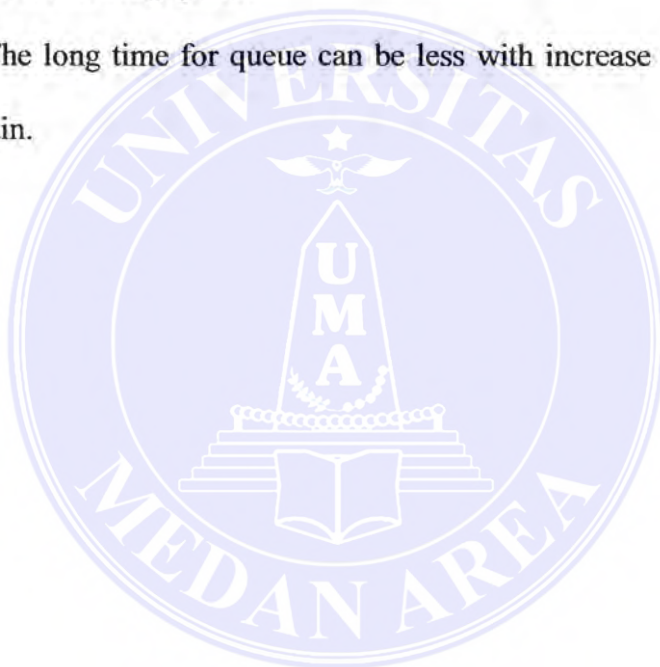 The long time for queue can be less with increase
in.
UNIVERSITAS
UMA
MEDAN AREA